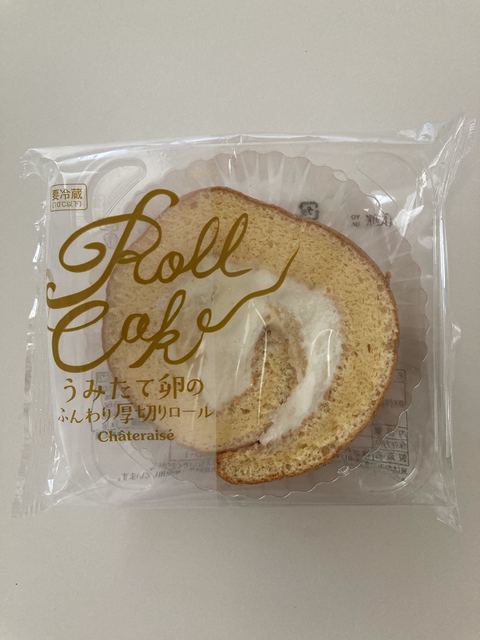 要冷蔵
(10℃以下)
Roll
Cake
うみたて卵の
ふんわり厚切りロール
Châteraisé